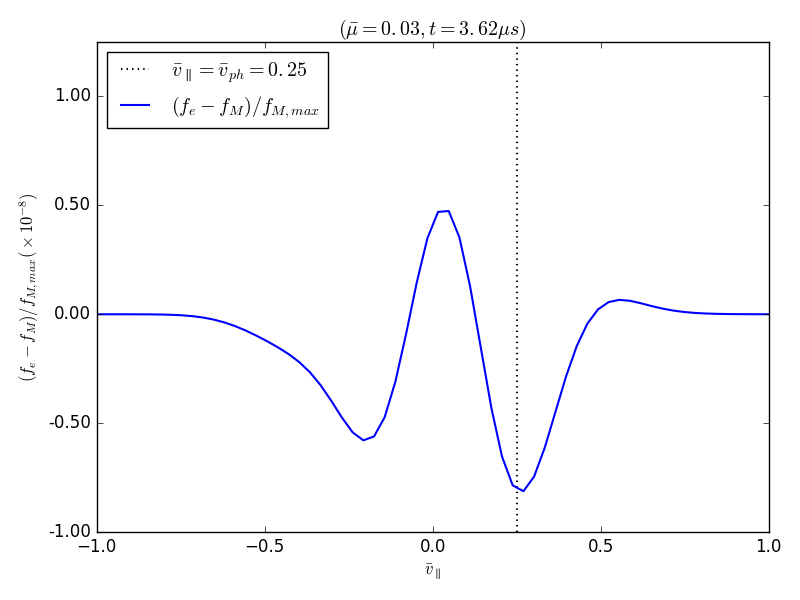 (μ̄ = 0.03, t = 3.62μs)
v̄∥ = v̄ph = 0.25
(fe − fM)/fM,max
1.00
0.50
0.00
-0.50
-1.00
(fe − fM)/fM,max(×10⁻⁸)
−1.0 −0.5 0.0 0.5 1.0
v̄∥